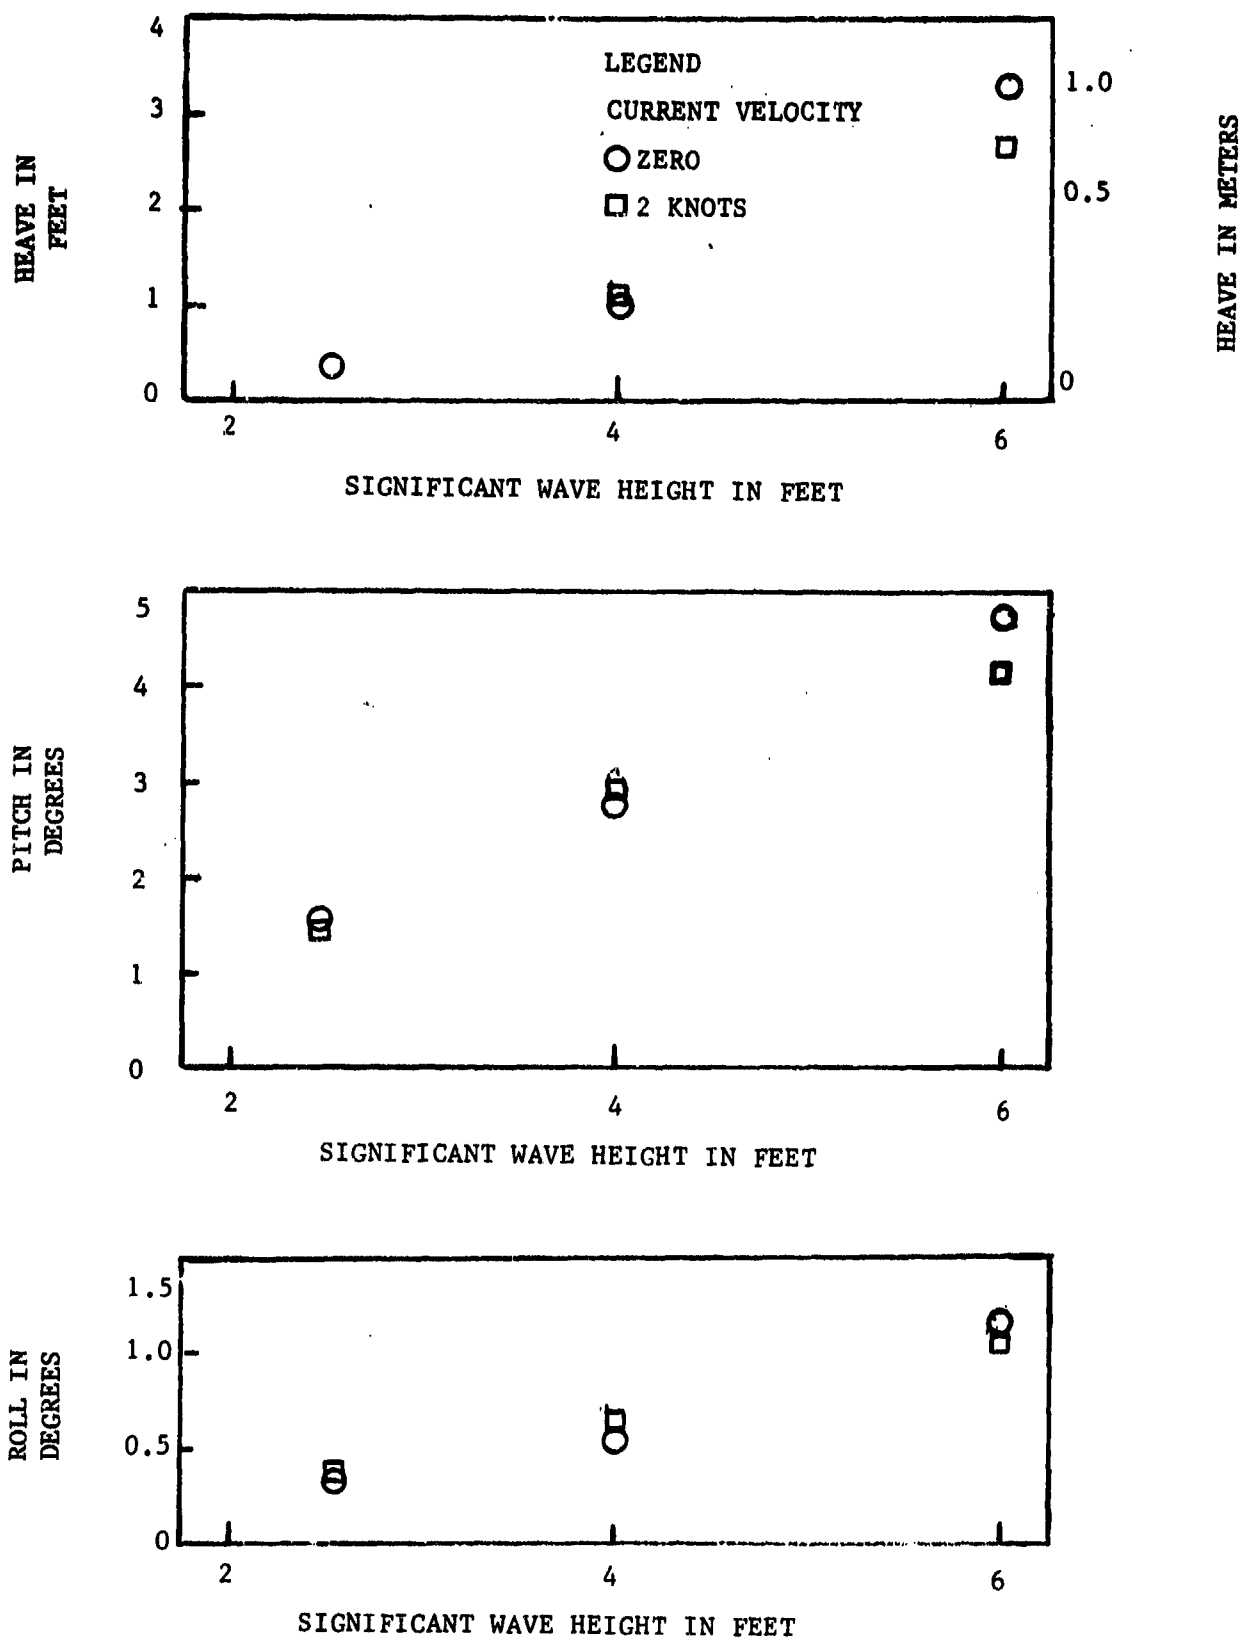 4
LEGEND
1.0
CURRENT VELOCITY
3
ZERO
HEAVE IN
FEET
2
2 KNOTS
0.5
HEAVE IN METERS
1
0
0
2
4
6
SIGNIFICANT WAVE HEIGHT IN FEET
5
4
PITCH IN
DEGREES
3
2
1
0
2
4
6
SIGNIFICANT WAVE HEIGHT IN FEET
1.5
ROLL IN
DEGREES
1.0
0.5
0
2
4
6
SIGNIFICANT WAVE HEIGHT IN FEET